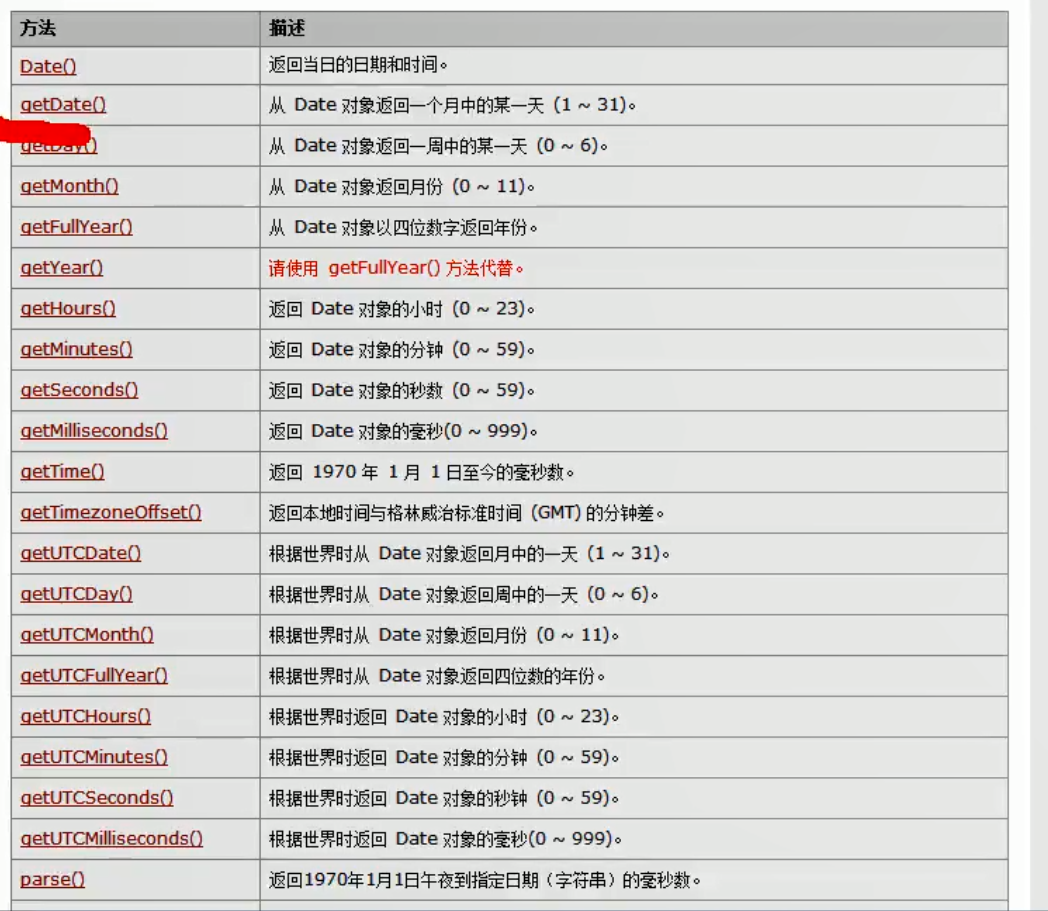 方法 描述
Date() 返回当日的日期和时间。
getDate() 从 Date 对象返回一个月中的某一天 (1 ~ 31)。
getDay() 从 Date 对象返回一周中的某一天 (0 ~ 6)。
getMonth() 从 Date 对象返回月份 (0 ~ 11)。
getFullYear() 从 Date 对象以四位数字返回年份。
getYear() 请使用 getFullYear() 方法代替。
getHours() 返回 Date 对象的小时 (0 ~ 23)。
getMinutes() 返回 Date 对象的分钟 (0 ~ 59)。
getSeconds() 返回 Date 对象的秒数 (0 ~ 59)。
getMilliseconds() 返回 Date 对象的毫秒(0 ~ 999)。
getTime() 返回 1970 年 1 月 1 日至今的毫秒数。
getTimezoneOffset() 返回本地时间与格林威治标准时间 (GMT) 的分钟差。
getUTCDate() 根据世界时从 Date 对象返回月中的一天 (1 ~ 31)。
getUTCDay() 根据世界时从 Date 对象返回周中的一天 (0 ~ 6)。
getUTCMonth() 根据世界时从 Date 对象返回月份 (0 ~ 11)。
getUTCFullYear() 根据世界时从 Date 对象返回四位数的年份。
getUTCHours() 根据世界时返回 Date 对象的小时 (0 ~ 23)。
getUTCMinutes() 根据世界时返回 Date 对象的分钟 (0 ~ 59)。
getUTCSeconds() 根据世界时返回 Date 对象的秒钟 (0 ~ 59)。
getUTCMilliseconds() 根据世界时返回 Date 对象的毫秒(0 ~ 999)。
parse() 返回1970年1月1日午夜到指定日期（字符串）的毫秒数。